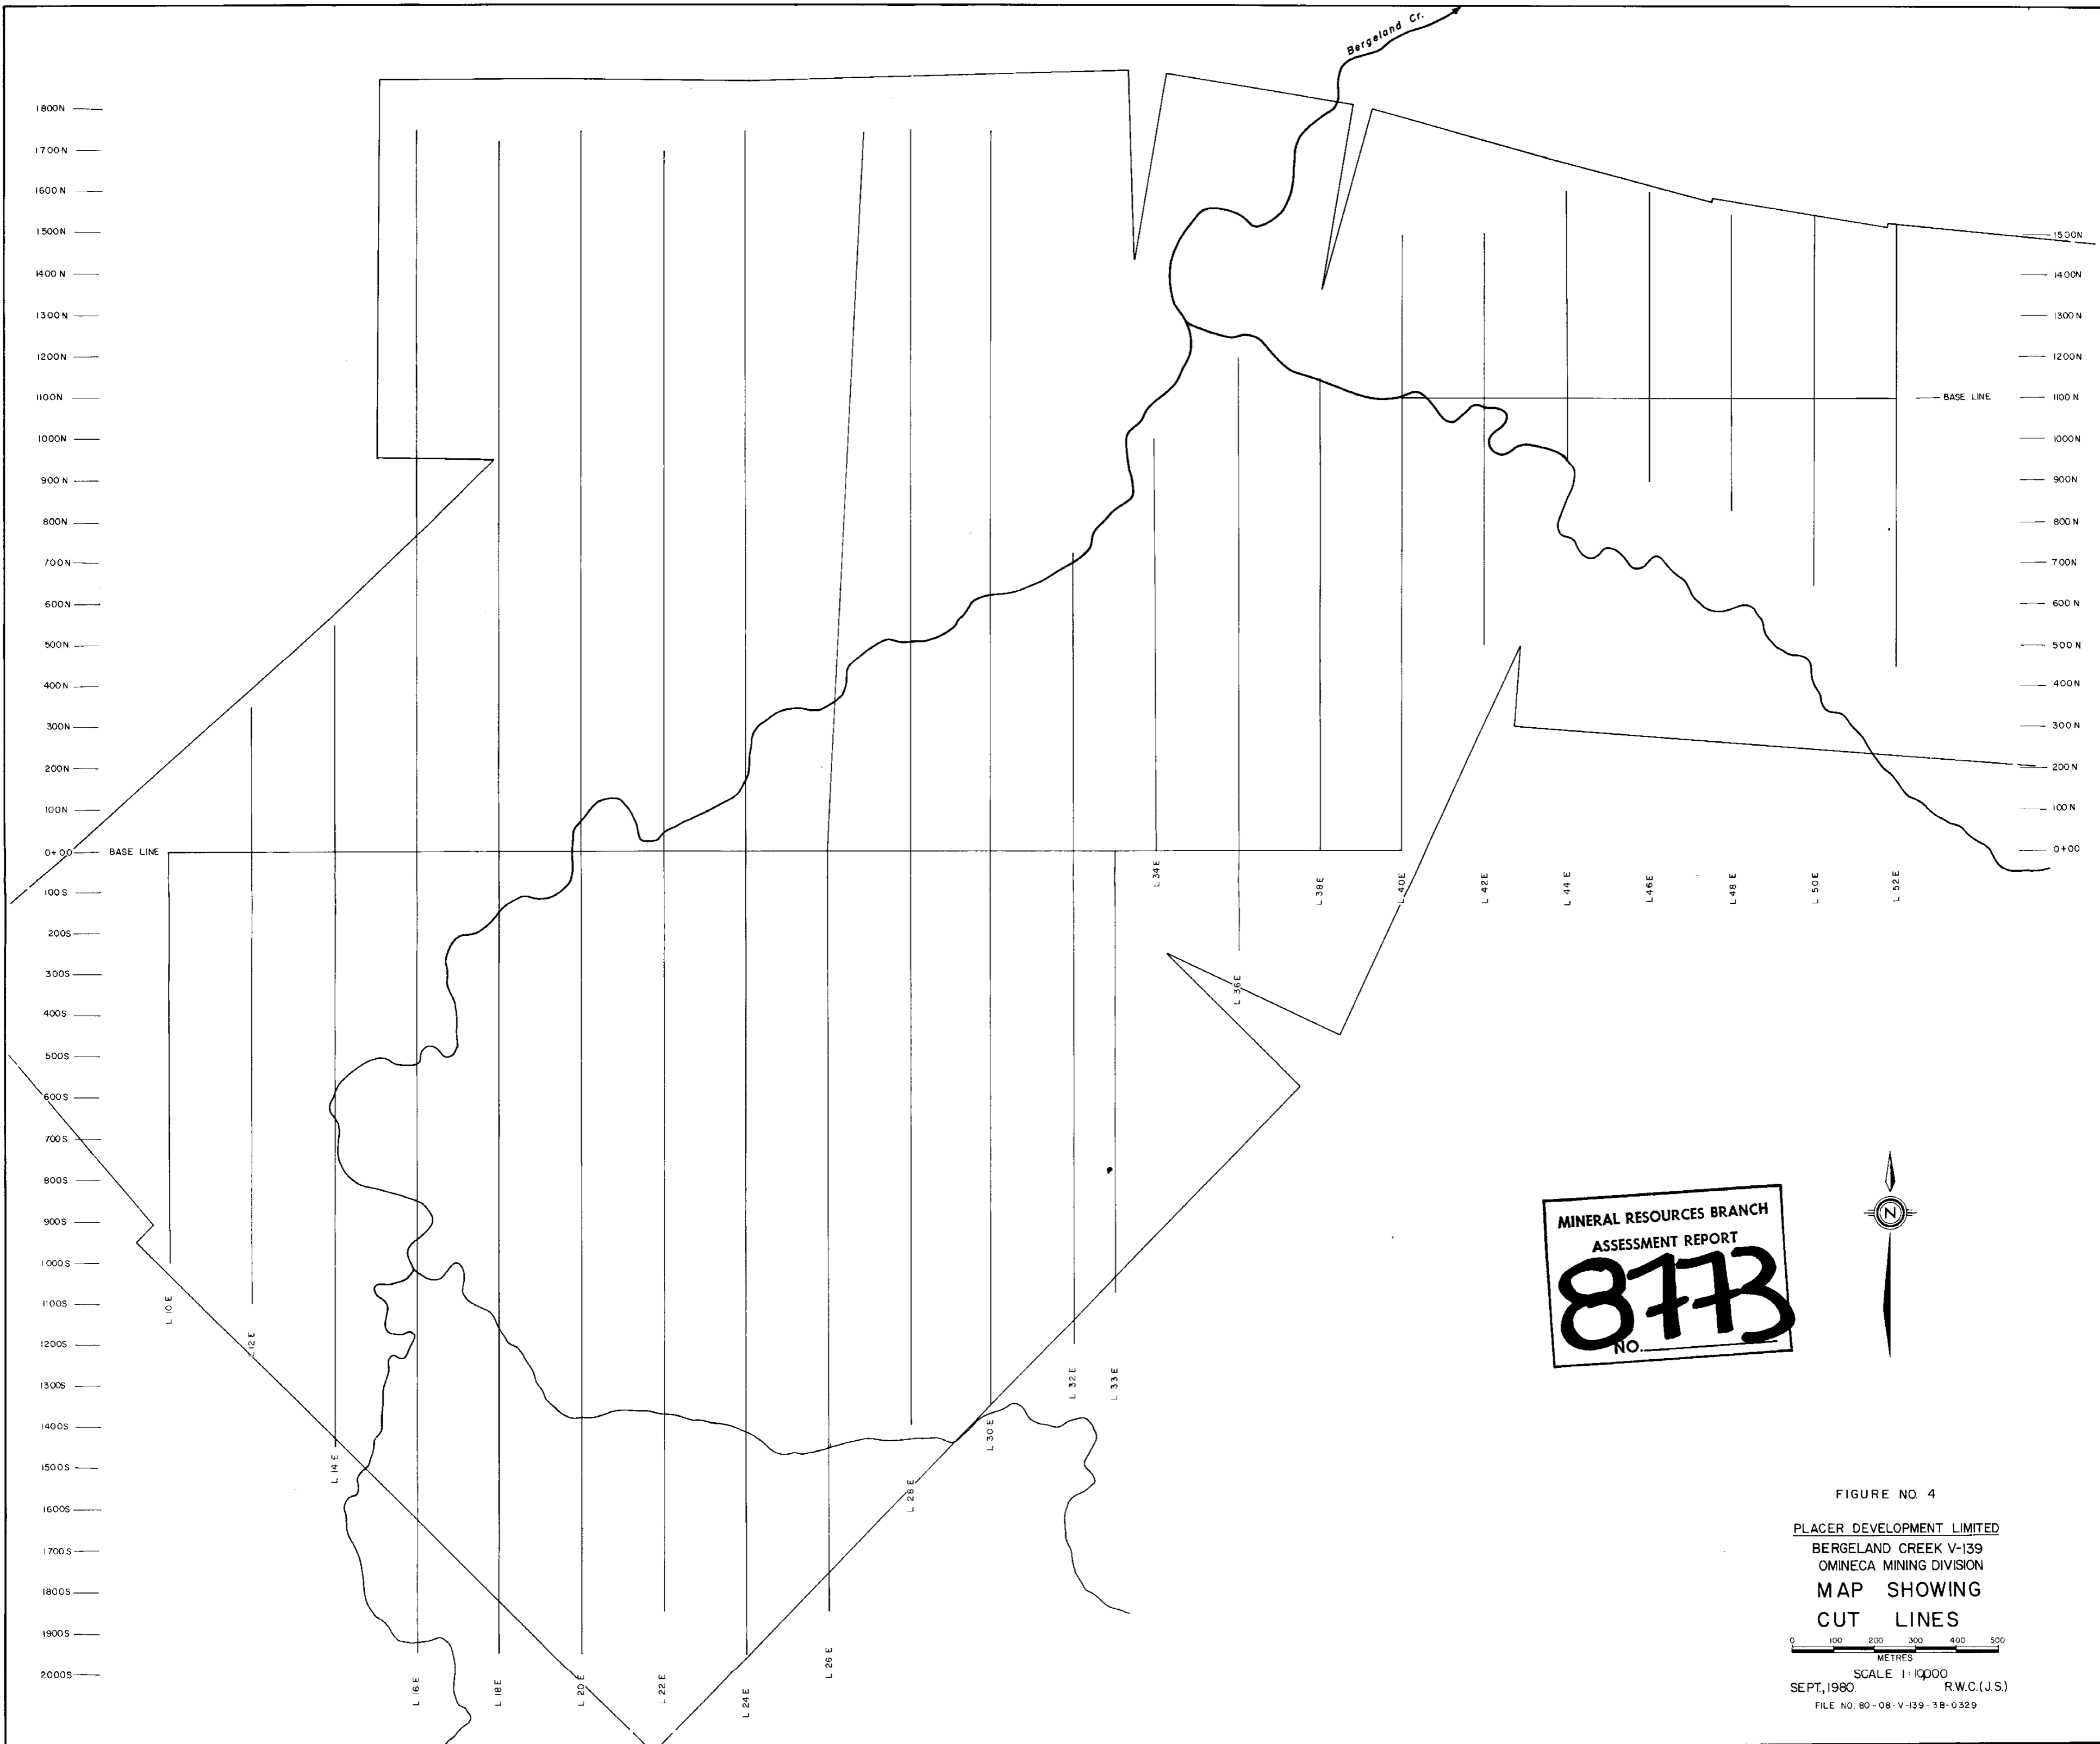 Bergeland Cr.
1800N
1700N
1600N
1500N
1400N
1300N
1200N
1100N
1000N
900N
800N
700N
600N
500N
400N
300N
200N
100N
0+00
BASE LINE
100S
200S
300S
400S
500S
600S
700S
800S
900S
1000S
1100S
1200S
1300S
1400S
1500S
1600S
1700S
1800S
1900S
2000S
L 10 E
L 12 E
L 14 E
L 16 E
L 18 E
L 20 E
L 22 E
L 24 E
L 26 E
L 28 E
L 30 E
L 32 E
L 33 E
L 34 E
L 36 E
L 38 E
L 40 E
L 42 E
L 44 E
L 46 E
L 48 E
L 50 E
L 52 E
1500N
1400N
1300N
1200N
BASE LINE
1100N
1000N
900N
800N
700N
600N
500N
400N
300N
200N
100N
0+00
MINERAL RESOURCES BRANCH
ASSESSMENT REPORT
8773
NO.
N
FIGURE NO. 4
PLACER DEVELOPMENT LIMITED
BERGELAND CREEK V-139
OMINECA MINING DIVISION
MAP SHOWING
CUT LINES
0 100 200 300 400 500
METRES
SCALE 1:10,000
SEPT., 1980. R.W.C.(J.S.)
FILE NO. 80-08-V-139-3B-0329